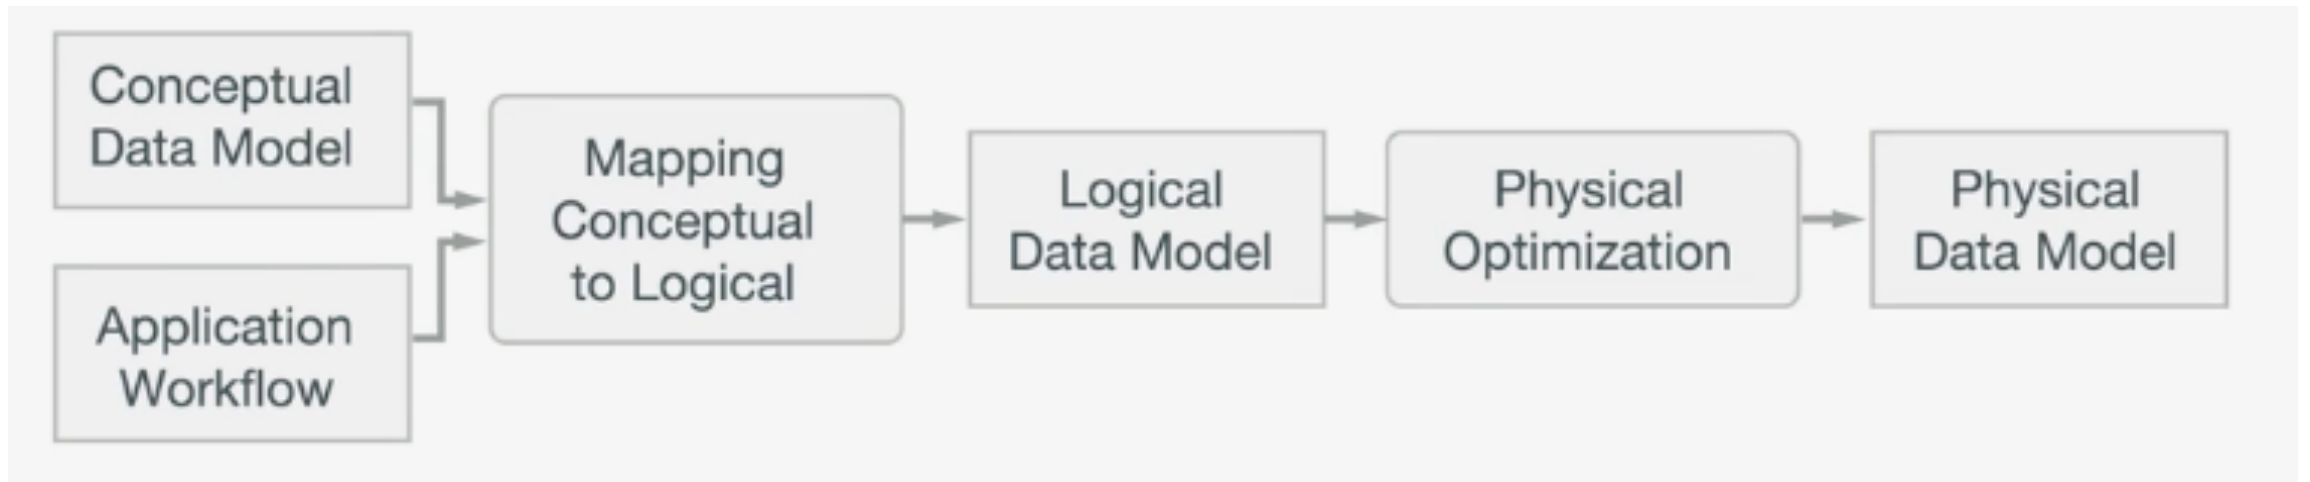 Conceptual
Data Model
Application
Workflow
Mapping
Conceptual
to Logical
Logical
Data Model
Physical
Optimization
Physical
Data Model